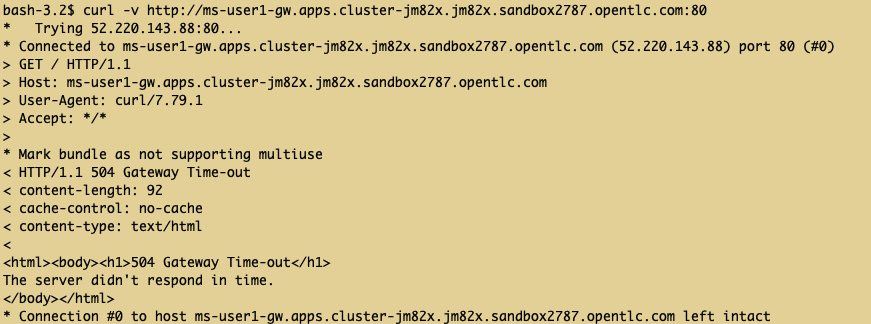 bash-3.2$ curl -v http://ms-user1-gw.apps.cluster-jm82x.jm82x.sandbox2787.opentlc.com:80
*   Trying 52.220.143.88:80...
* Connected to ms-user1-gw.apps.cluster-jm82x.jm82x.sandbox2787.opentlc.com (52.220.143.88) port 80 (#0)
> GET / HTTP/1.1
> Host: ms-user1-gw.apps.cluster-jm82x.jm82x.sandbox2787.opentlc.com
> User-Agent: curl/7.79.1
> Accept: */*
>
* Mark bundle as not supporting multiuse
< HTTP/1.1 504 Gateway Time-out
< content-length: 92
< cache-control: no-cache
< content-type: text/html
<
<html><body><h1>504 Gateway Time-out</h1>
The server didn't respond in time.
</body></html>
* Connection #0 to host ms-user1-gw.apps.cluster-jm82x.jm82x.sandbox2787.opentlc.com left intact